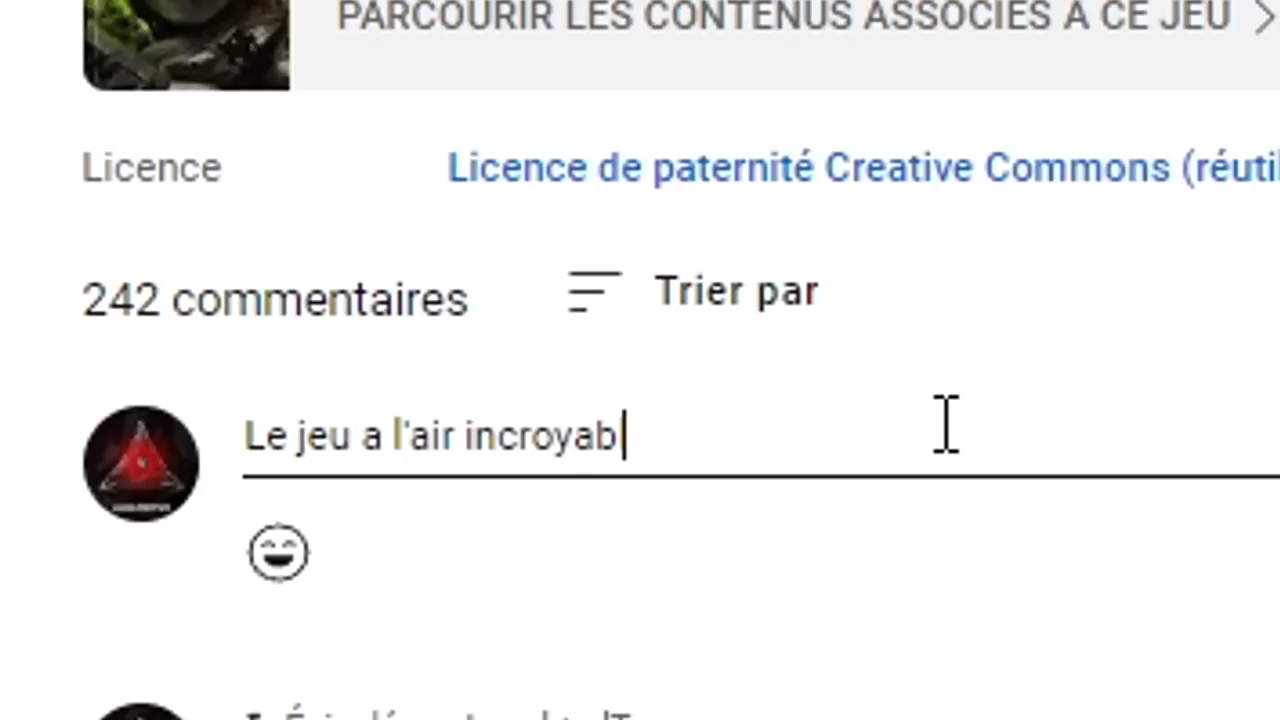 PARCOURIR LES CONTENUS ASSOCIÉS À CE JEU
Licence
Licence de paternité Creative Commons (réutil
242 commentaires
Trier par
Le jeu a l'air incroyab